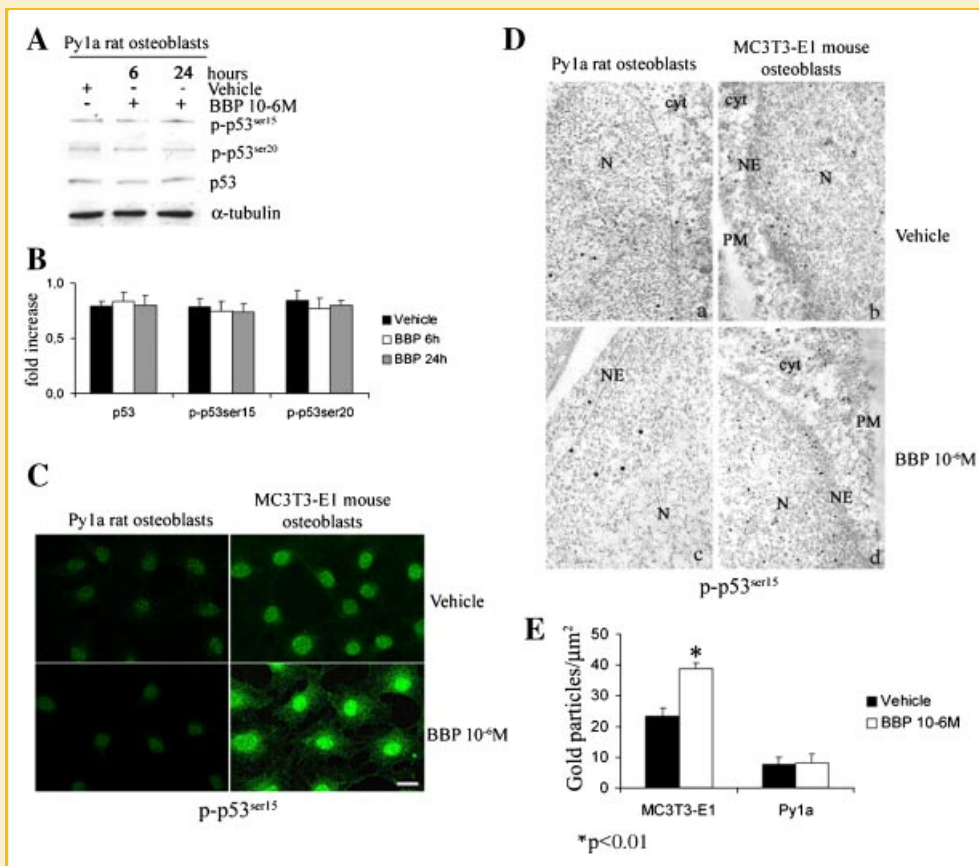 A
Py1a rat osteoblasts
6 24 hours
+ - - Vehicle
- + + BBP 10-6M
p-p53ser15
p-p53ser20
p53
α-tubulin
B
fold increase
1.0
0.5
0.0
p53 p-p53ser15 p-p53ser20
Vehicle
BBP 6h
BBP 24h
C
Py1a rat osteoblasts
MC3T3-E1 mouse
osteoblasts
Vehicle
BBP 10-6M
p-p53ser15
D
Py1a rat osteoblasts
MC3T3-E1 mouse
osteoblasts
cyt
N
a
cyt
NE
N
PM
b
Vehicle
NE
N
c
cyt
PM
N
NE
d
BBP 10-6M
p-p53ser15
E
Gold particles/µm²
50
40
30
20
10
0
*
MC3T3-E1 Py1a
Vehicle
BBP 10-6M
*p<0.01